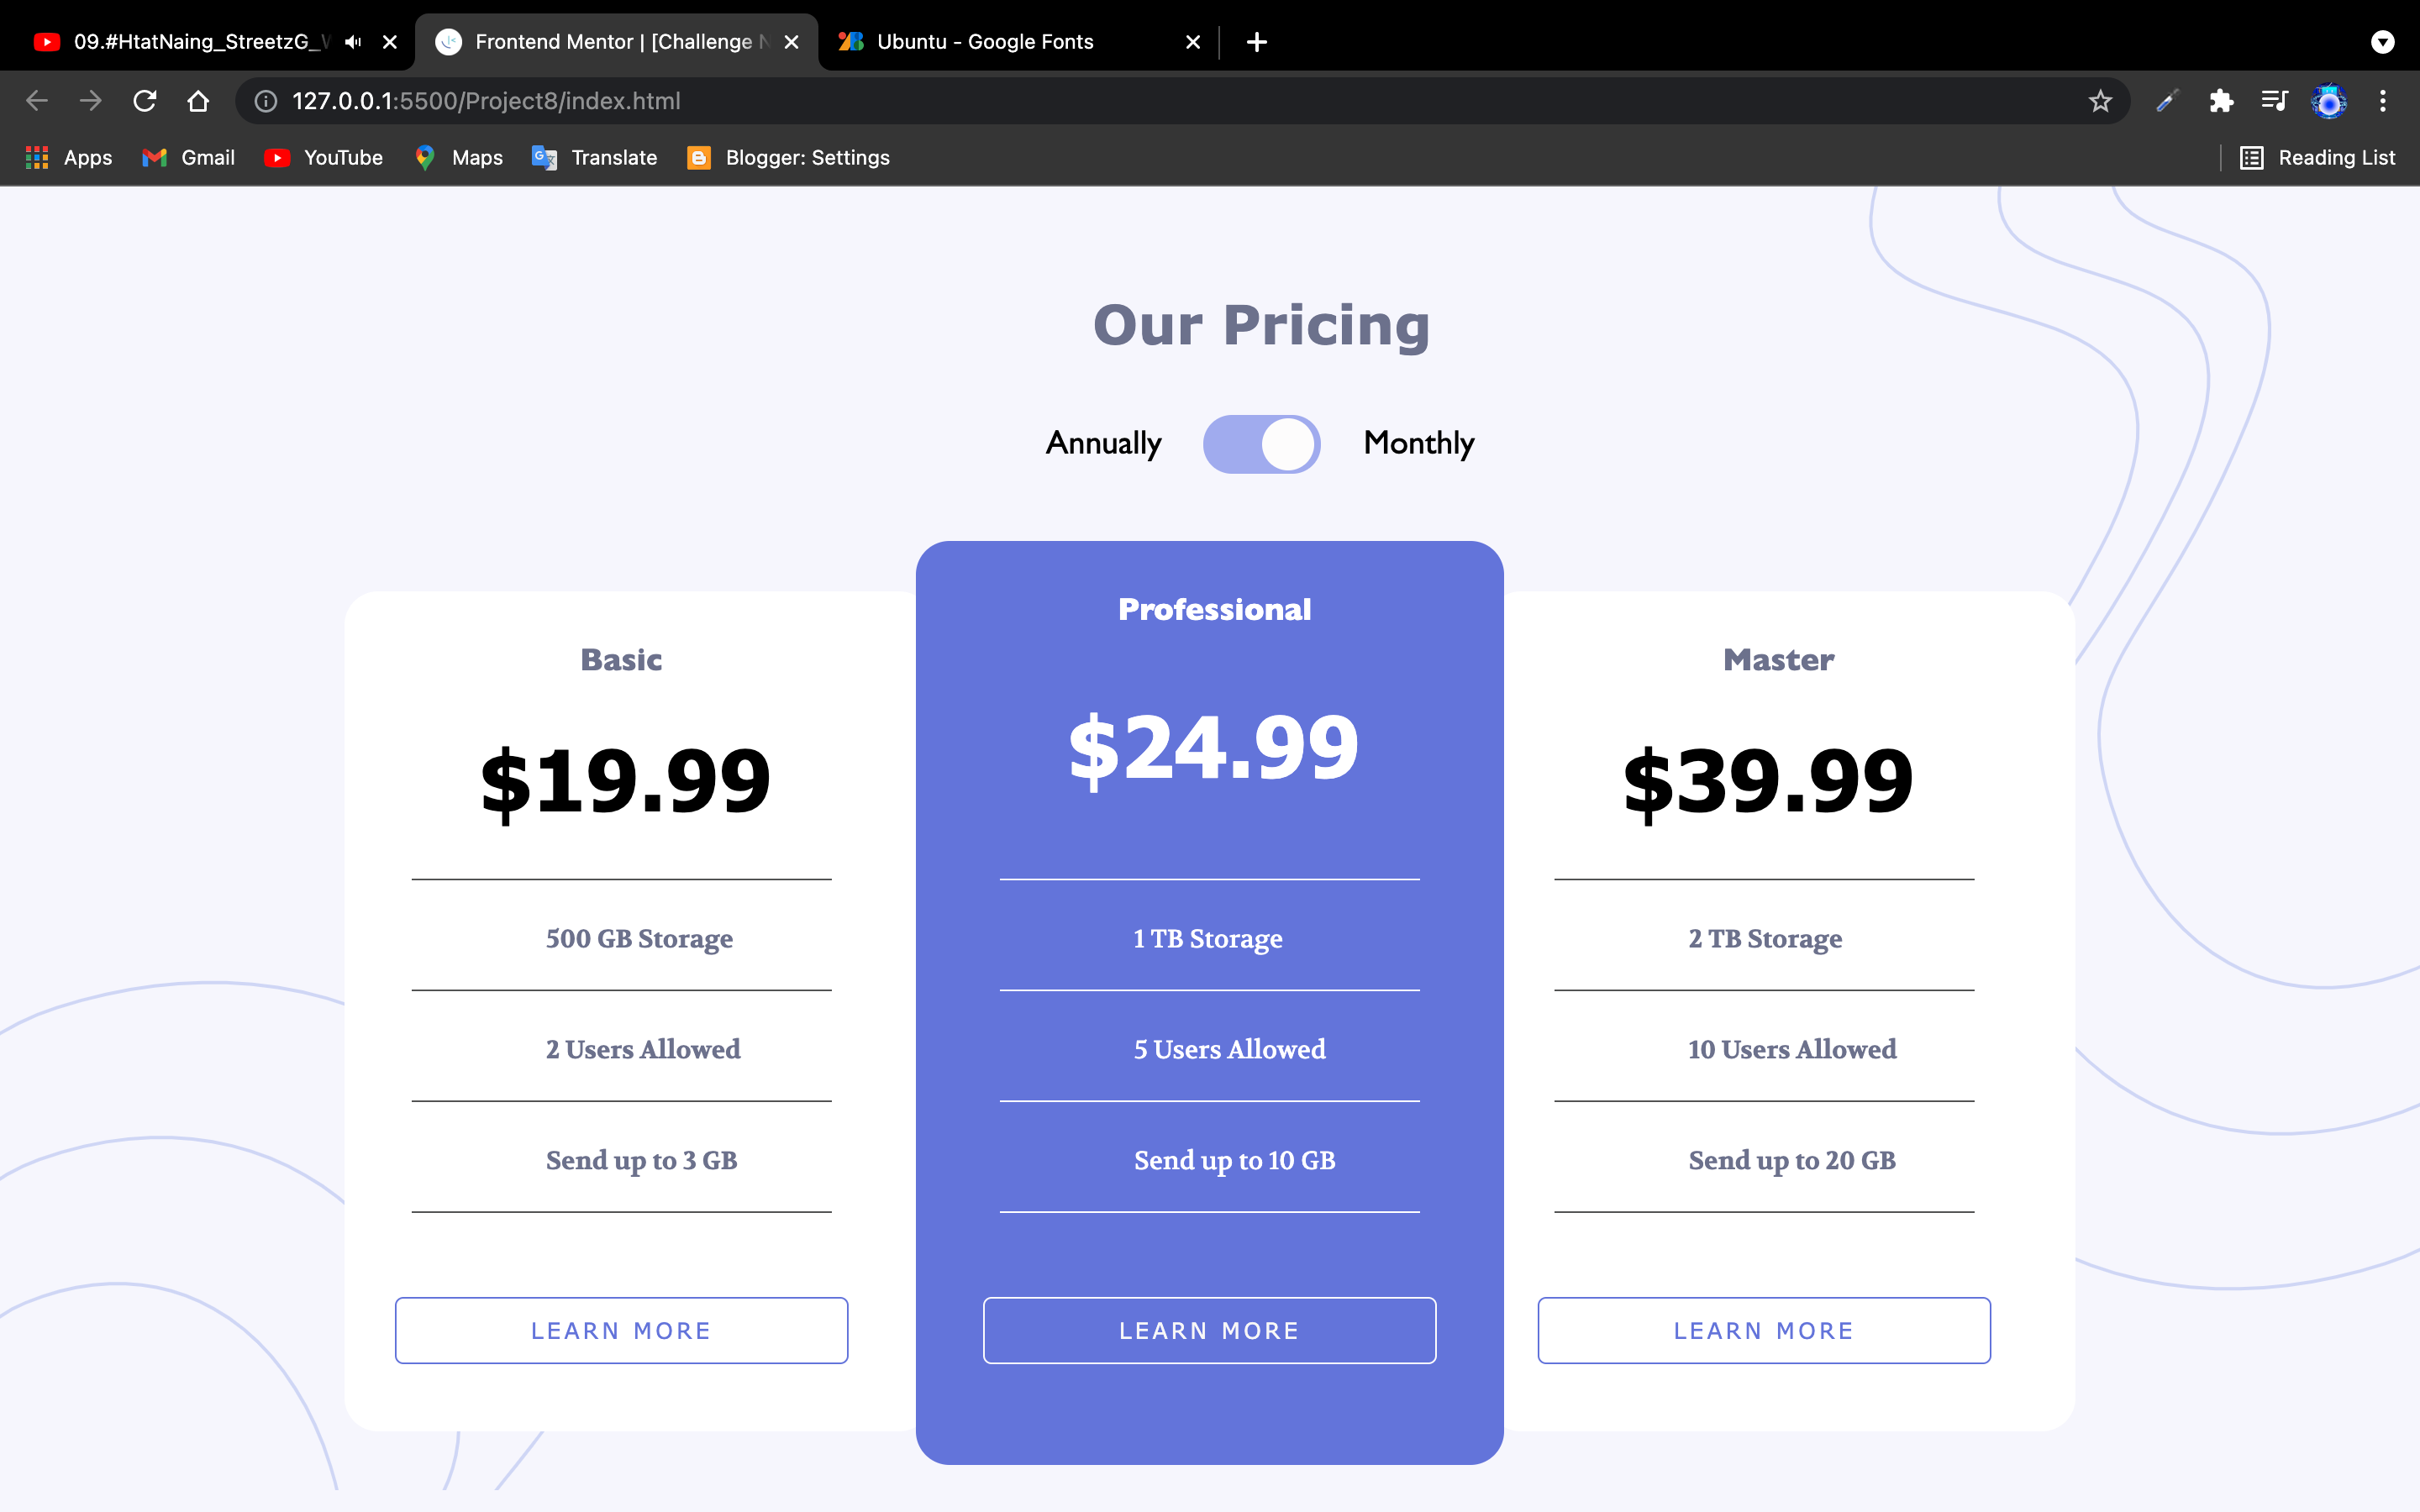 09.#HtatNaing_StreetzG_
Frontend Mentor | [Challenge
Ubuntu - Google Fonts
127.0.0.1:5500/Project8/index.html
Apps
Gmail
YouTube
Maps
Translate
Blogger: Settings
Reading List
Our Pricing
Annually
Monthly
Basic
$19.99
500 GB Storage
2 Users Allowed
Send up to 3 GB
LEARN MORE
Professional
$24.99
1 TB Storage
5 Users Allowed
Send up to 10 GB
LEARN MORE
Master
$39.99
2 TB Storage
10 Users Allowed
Send up to 20 GB
LEARN MORE